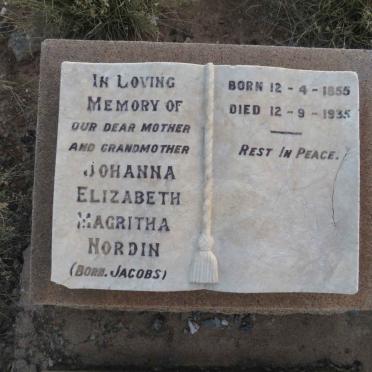 IN LOVING
MEMORY OF
OUR DEAR MOTHER
AND GRANDMOTHER
JOHANNA
ELIZABETH
MAGRITHA
NORDIN
(BORN. JACOBS)
BORN 12-4-1855
DIED 12-9-1935
REST IN PEACE.